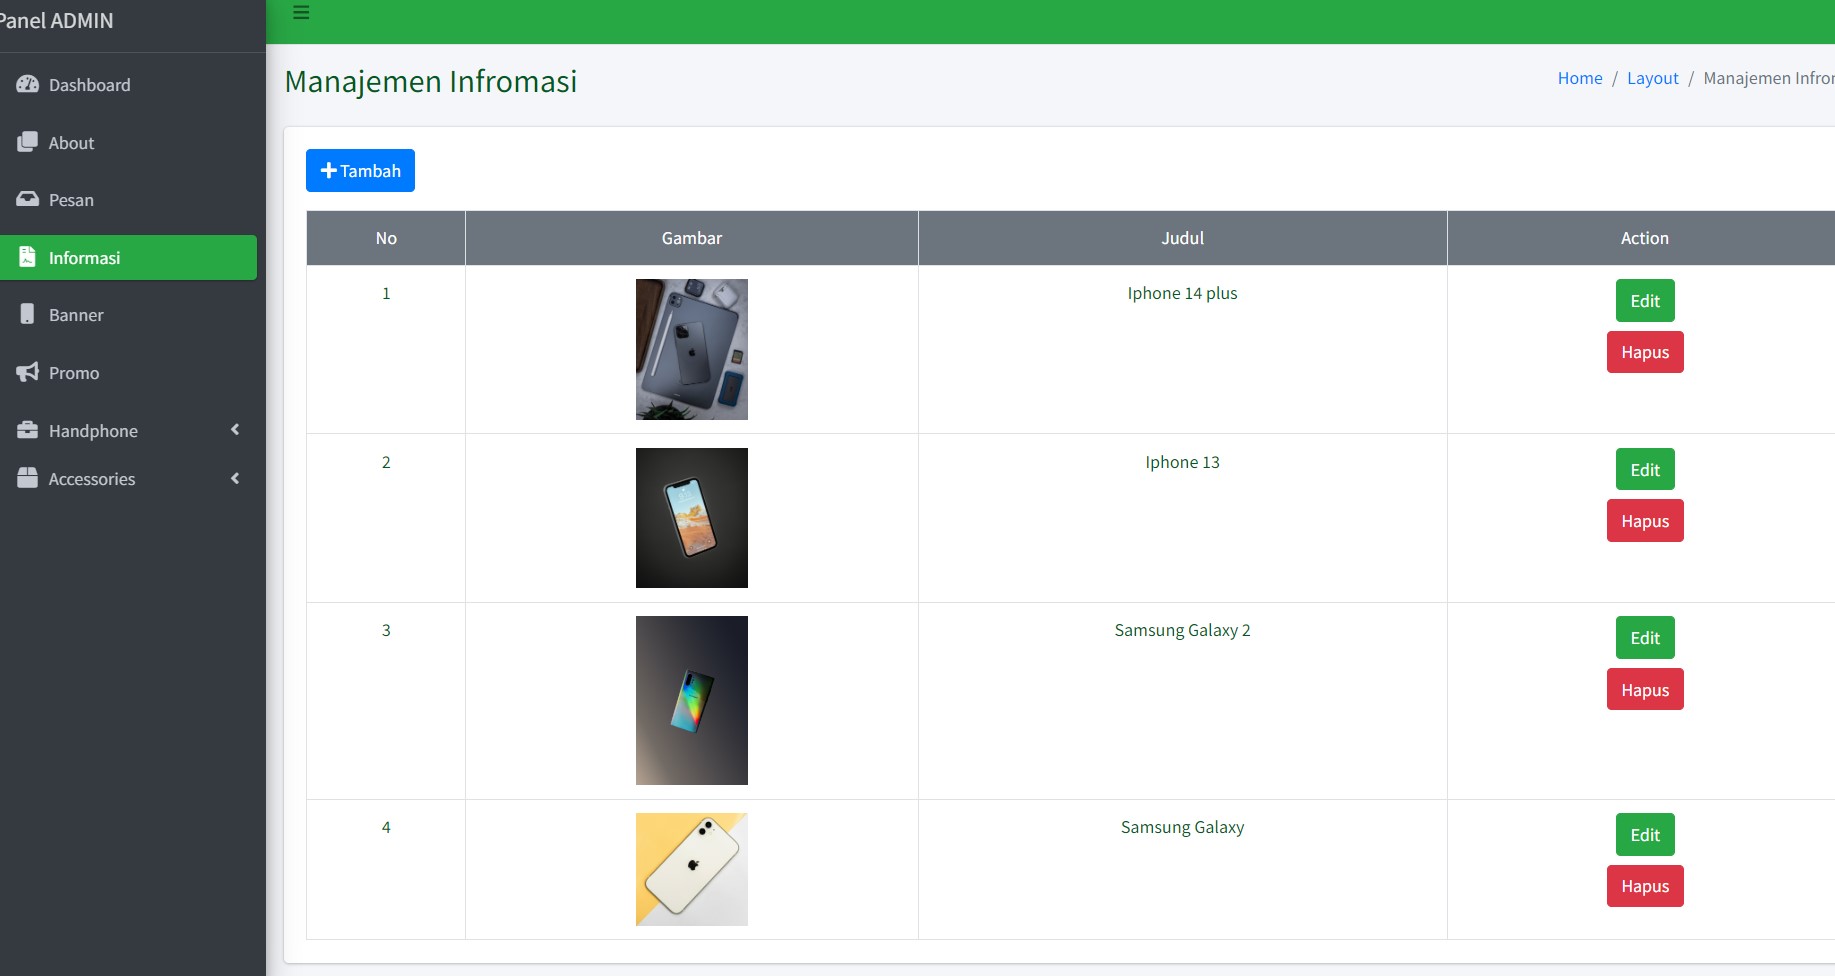 Panel ADMIN
Dashboard
About
Pesan
Informasi
Banner
Promo
Handphone
Accessories
Manajemen Infromasi
Home / Layout / Manajemen Infror
Tambah
No Gambar Judul Action
1 Iphone 14 plus Edit
Hapus
2 Iphone 13 Edit
Hapus
3 Samsung Galaxy 2 Edit
Hapus
4 Samsung Galaxy Edit
Hapus